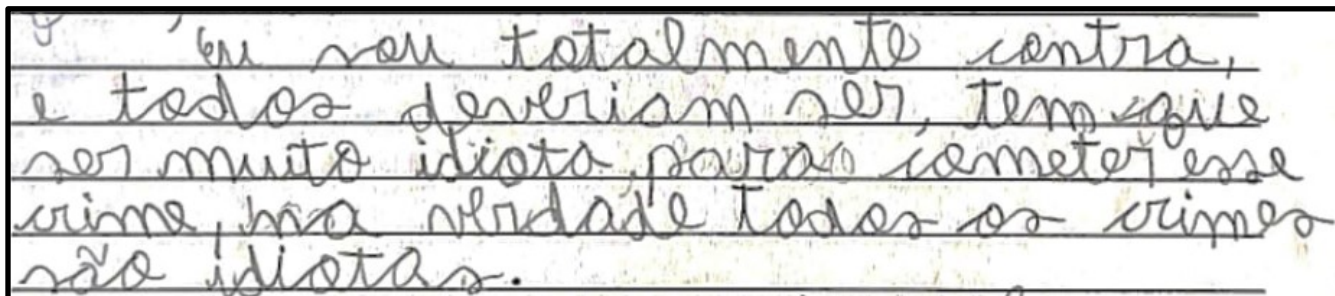 eu sou totalmente contra,
e todos deveriam ser, tem que
ser muito idiota para cometer esse
crime, na verdade todos os crimes
são idiotas.